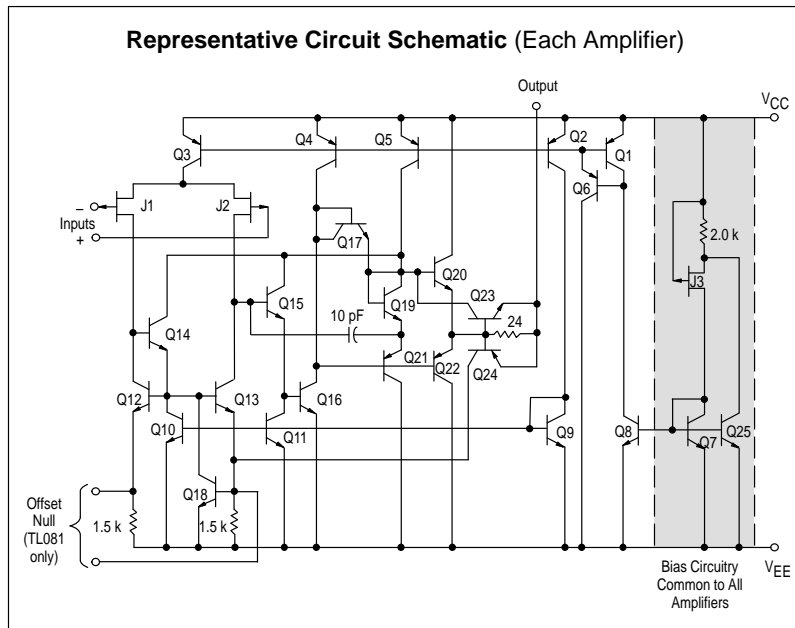 Representative Circuit Schematic (Each Amplifier)
Output
VCC
Q3
Q4
Q5
Q2
Q1
Q6
–
J1
J2
Inputs
+
Q17
Q20
2.0 k
J3
Q15
Q19
Q23
10 pF
24
Q14
Q21
Q22
Q24
Q12
Q13
Q16
Q10
Q11
Q9
Q8
Q7
Q25
Q18
Offset
Null
(TL081
only)
1.5 k
1.5 k
VEE
Bias Circuitry
Common to All
Amplifiers